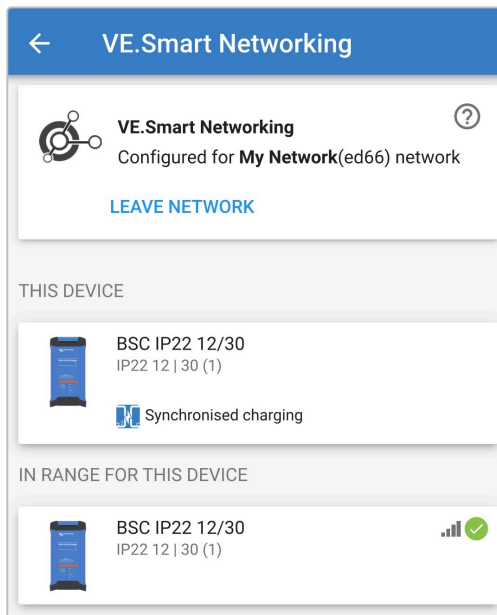 VE.Smart Networking
VE.Smart Networking
Configured for My Network(ed66) network
LEAVE NETWORK
THIS DEVICE
BSC IP22 12/30
IP22 12 | 30 (1)
Synchronised charging
IN RANGE FOR THIS DEVICE
BSC IP22 12/30
IP22 12 | 30 (1)